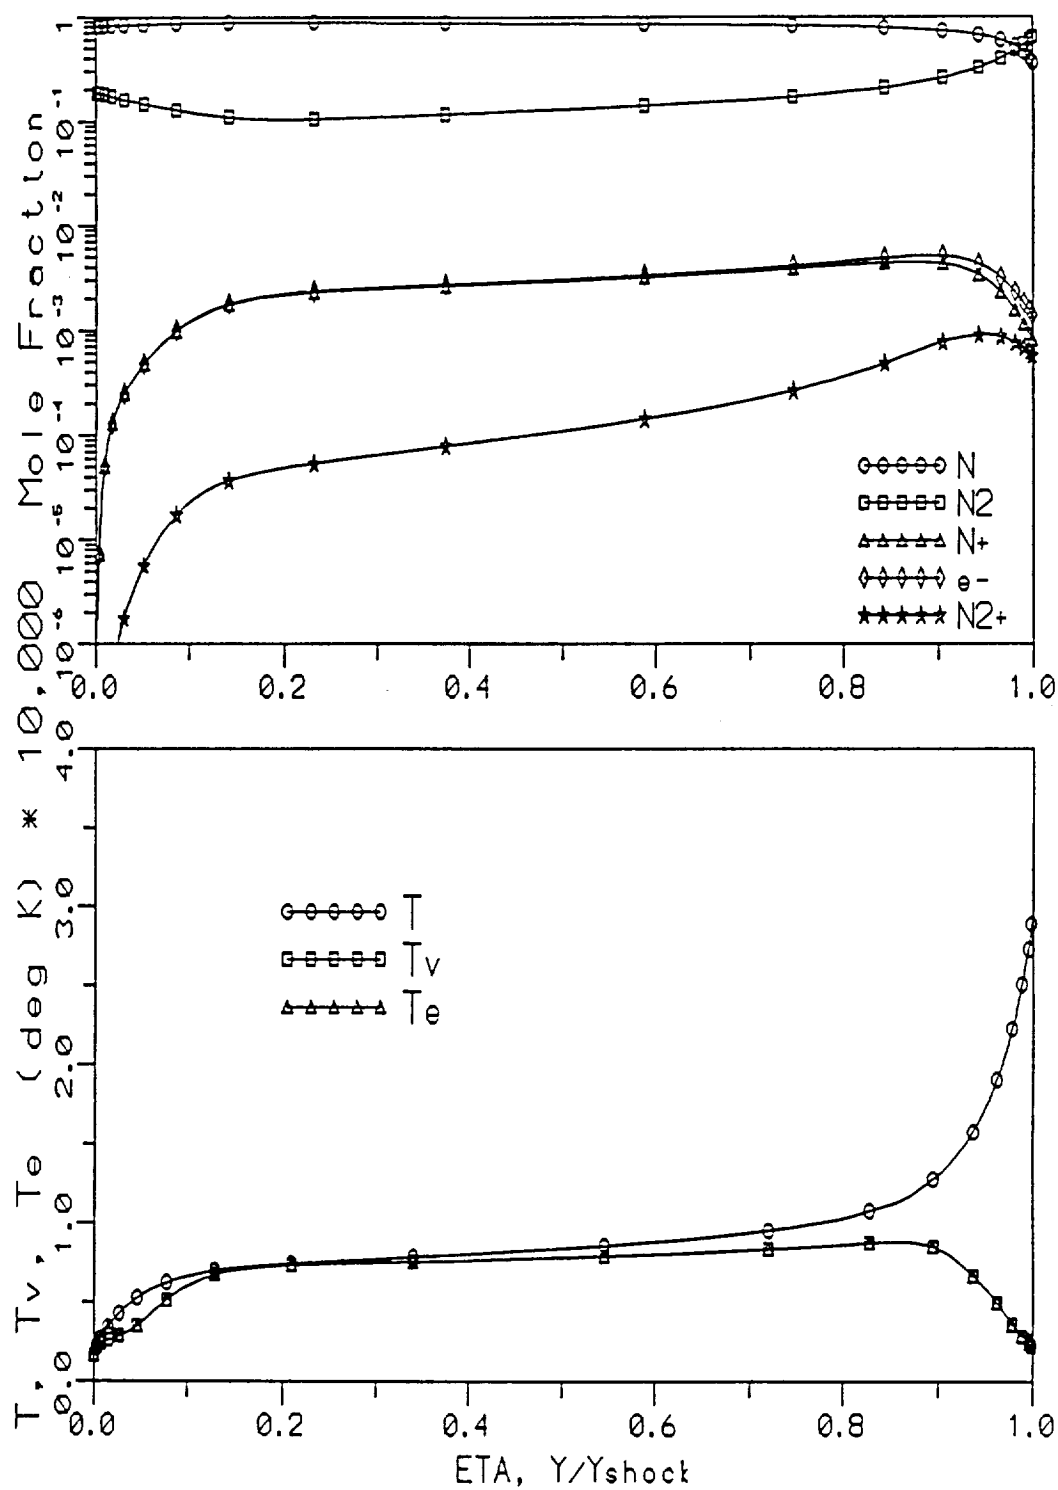 Mole Fraction
1
10-1
10-2
10-3
10-4
10-5
10-6
N
N2
N+
e-
N2+
0.0 0.2 0.4 0.6 0.8 1.0
T, Tv, Te (deg K) * 10,000
4.0
3.0
2.0
1.0
0.0
T
Tv
Te
0.0 0.2 0.4 0.6 0.8 1.0
ETA, Y/Yshock